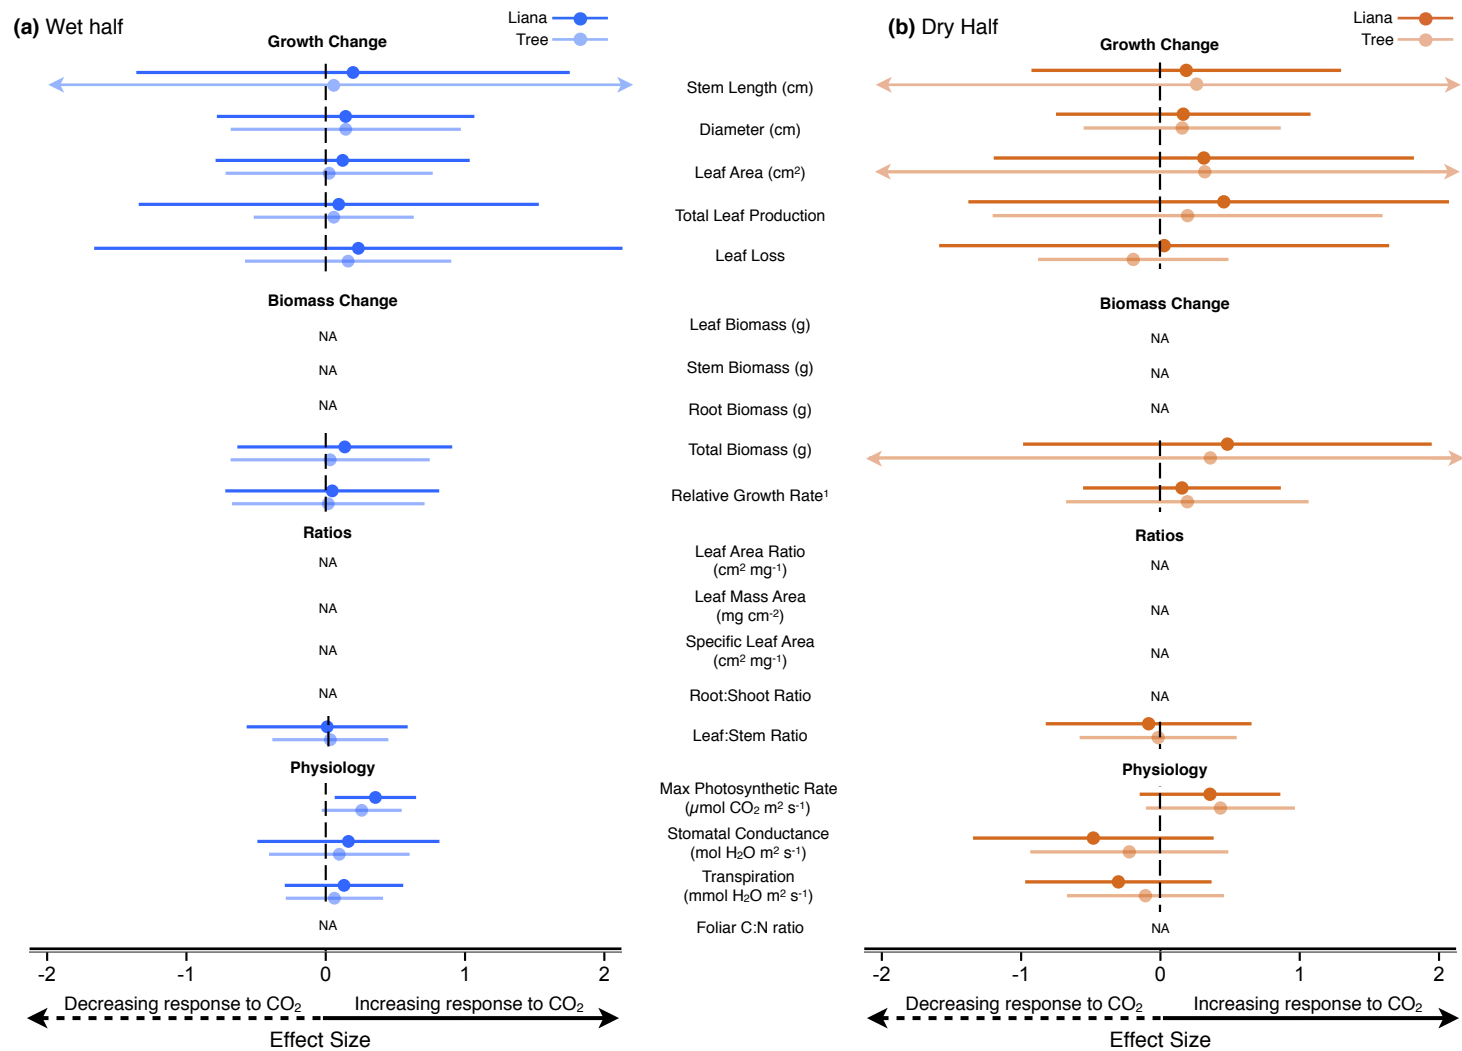 (a) Wet half
Liana
Tree
Growth Change
(b) Dry Half
Liana
Tree
Growth Change
Stem Length (cm)
Diameter (cm)
Leaf Area (cm²)
Total Leaf Production
Leaf Loss
Biomass Change
Biomass Change
Leaf Biomass (g)
NA
NA
Stem Biomass (g)
NA
NA
Root Biomass (g)
NA
NA
Total Biomass (g)
Relative Growth Rate¹
Ratios
Ratios
Leaf Area Ratio
(cm² mg⁻¹)
NA
NA
Leaf Mass Area
(mg cm⁻²)
NA
NA
Specific Leaf Area
(cm² mg⁻¹)
NA
NA
Root:Shoot Ratio
NA
NA
Leaf:Stem Ratio
Physiology
Physiology
Max Photosynthetic Rate
(µmol CO₂ m² s⁻¹)
Stomatal Conductance
(mol H₂O m² s⁻¹)
Transpiration
(mmol H₂O m² s⁻¹)
NA
Foliar C:N ratio
NA
-2 -1 0 1 2
Decreasing response to CO₂ Increasing response to CO₂
Effect Size
-2 -1 0 1 2
Decreasing response to CO₂ Increasing response to CO₂
Effect Size